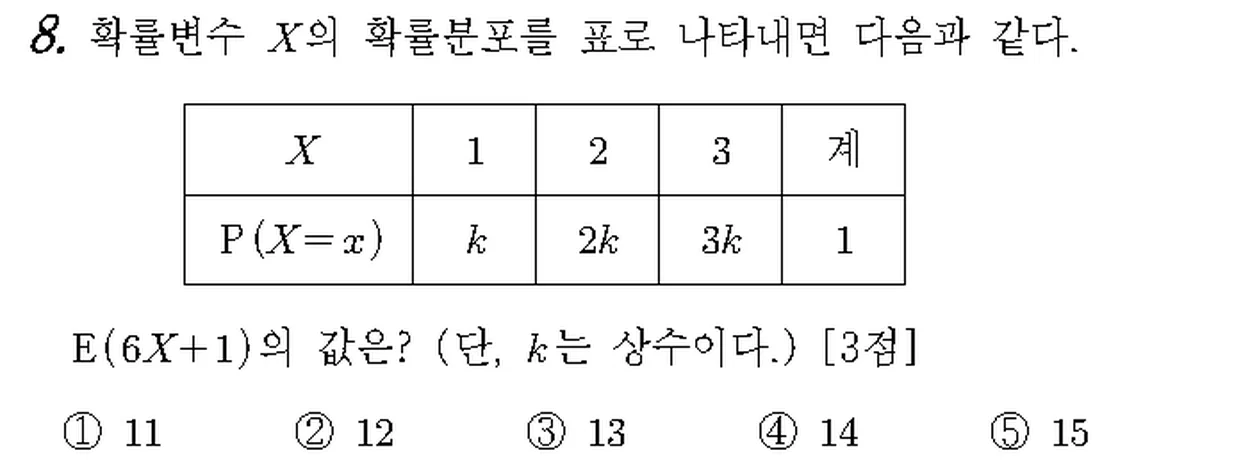 8. 확률변수 X의 확률분포를 표로 나타내면 다음과 같다.
X 1 2 3 계
P(X=x) k 2k 3k 1
E(6X+1)의 값은? (단, k는 상수이다.) [3점]
① 11 ② 12 ③ 13 ④ 14 ⑤ 15